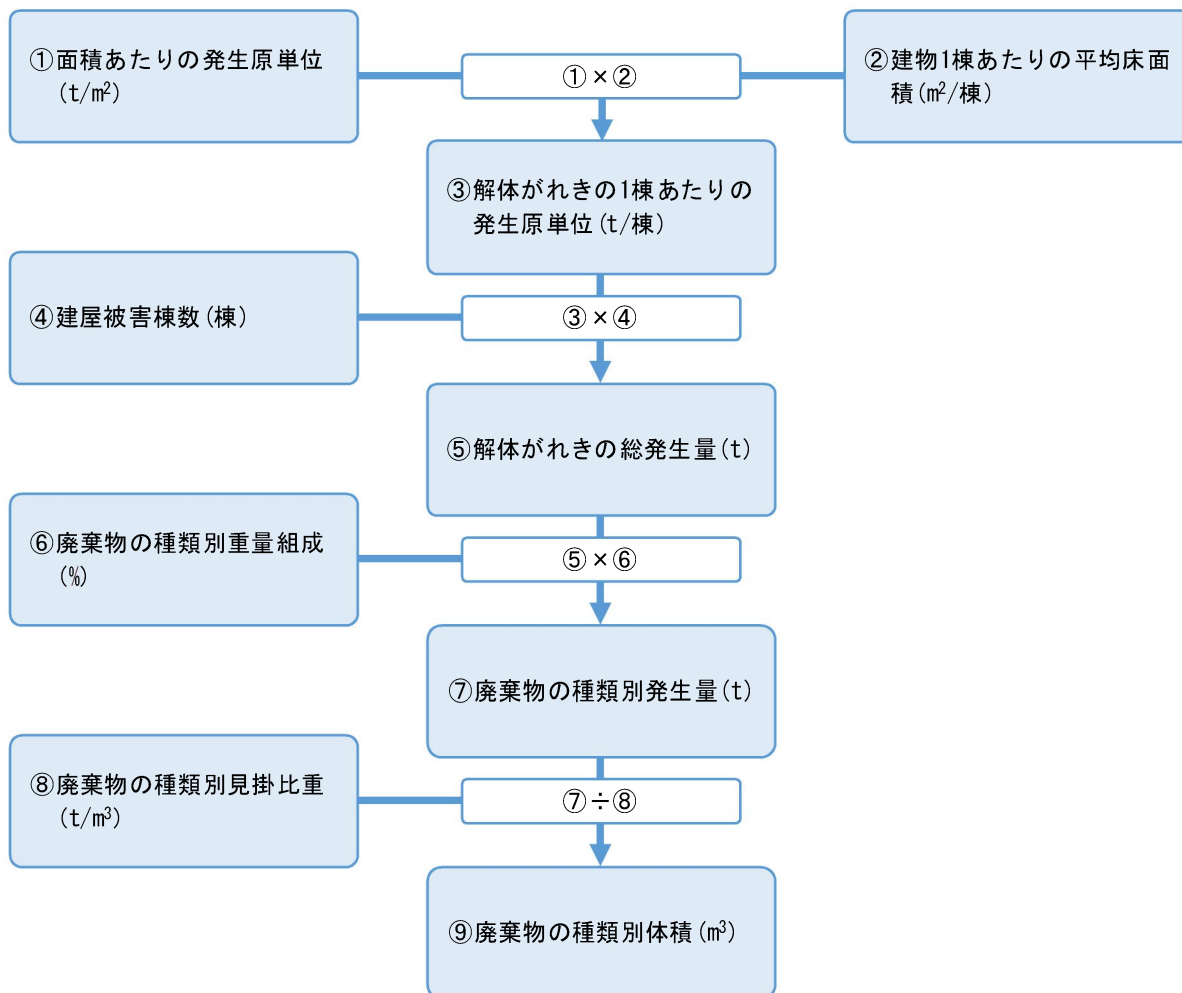 ①面積あたりの発生原単位
(t/m²)
①×②
②建物1棟あたりの平均床面
積(m²/棟)
③解体がれきの1棟あたりの
発生原単位(t/棟)
④建屋被害棟数(棟)
③×④
⑤解体がれきの総発生量(t)
⑥廃棄物の種類別重量組成
(%)
⑤×⑥
⑦廃棄物の種類別発生量(t)
⑧廃棄物の種類別見掛比重
(t/m³)
⑦÷⑧
⑨廃棄物の種類別体積(m³)